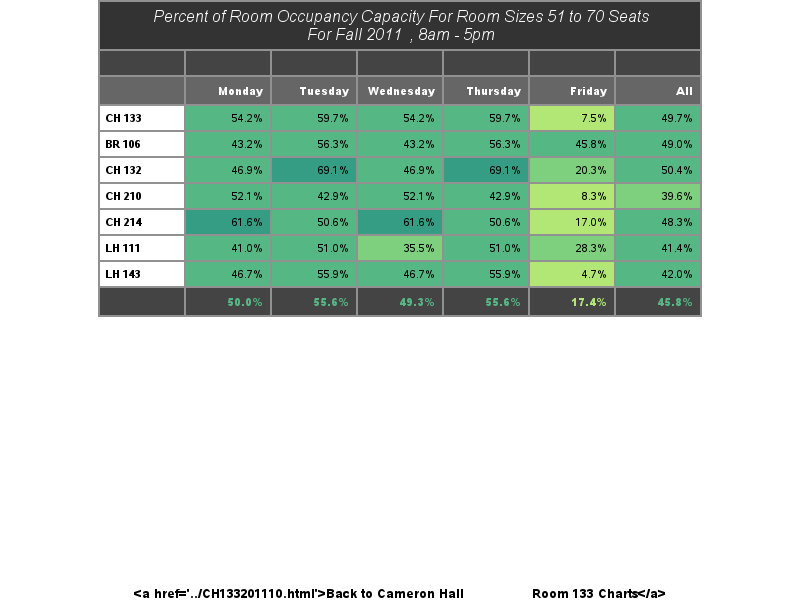 Percent of Room Occupancy Capacity For Room Sizes 51 to 70 Seats
For Fall 2011 , 8am - 5pm
Monday Tuesday Wednesday Thursday Friday All
CH 133 54.2% 59.7% 54.2% 59.7% 7.5% 49.7%
BR 106 43.2% 56.3% 43.2% 56.3% 45.8% 49.0%
CH 132 46.9% 69.1% 46.9% 69.1% 20.3% 50.4%
CH 210 52.1% 42.9% 52.1% 42.9% 8.3% 39.6%
CH 214 61.6% 50.6% 61.6% 50.6% 17.0% 48.3%
LH 111 41.0% 51.0% 35.5% 51.0% 28.3% 41.4%
LH 143 46.7% 55.9% 46.7% 55.9% 4.7% 42.0%
50.0% 55.6% 49.3% 55.6% 17.4% 45.8%
<a href='../CH133201110.html'>Back to Cameron Hall Room 133 Charts</a>